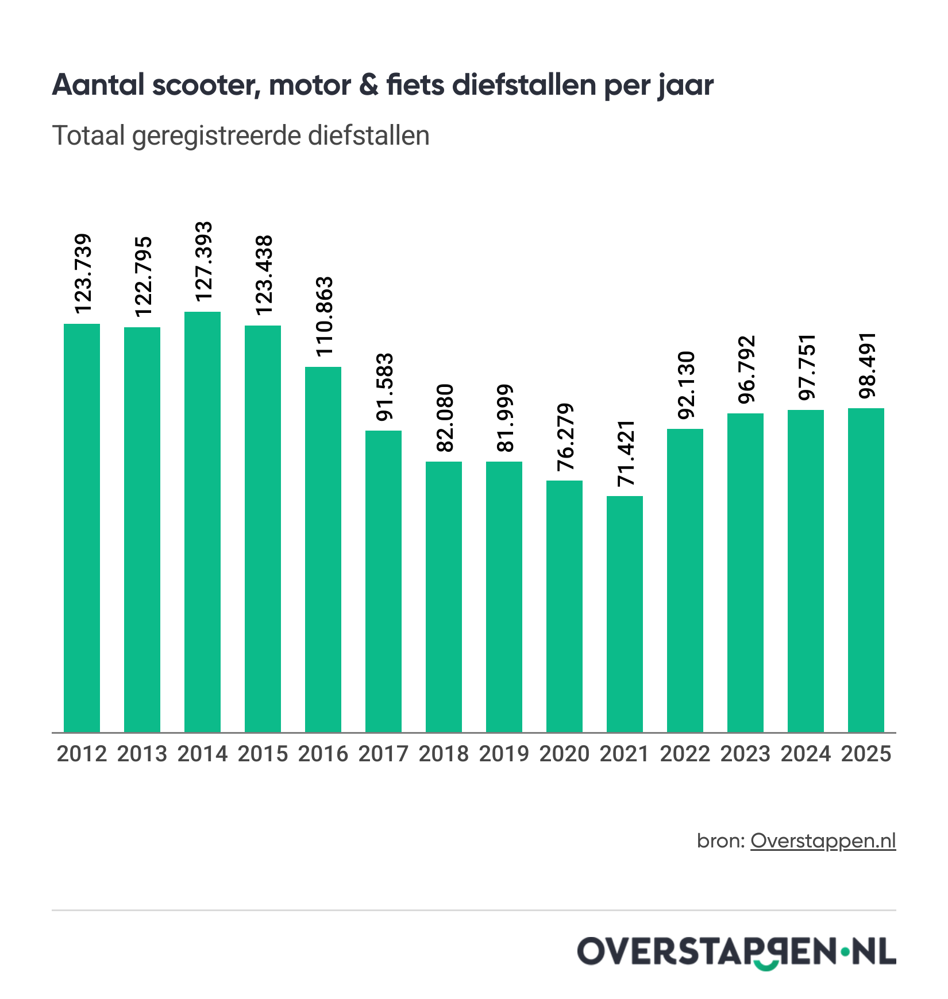 Aantal scooter, motor & fiets diefstallen per jaar
Totaal geregistreerde diefstallen
123.739
122.795
127.393
123.438
110.863
91.583
82.080
81.999
76.279
71.421
92.130
96.792
97.751
98.491
2012 2013 2014 2015 2016 2017 2018 2019 2020 2021 2022 2023 2024 2025
bron: Overstappen.nl
OVERSTAPPEN.NL